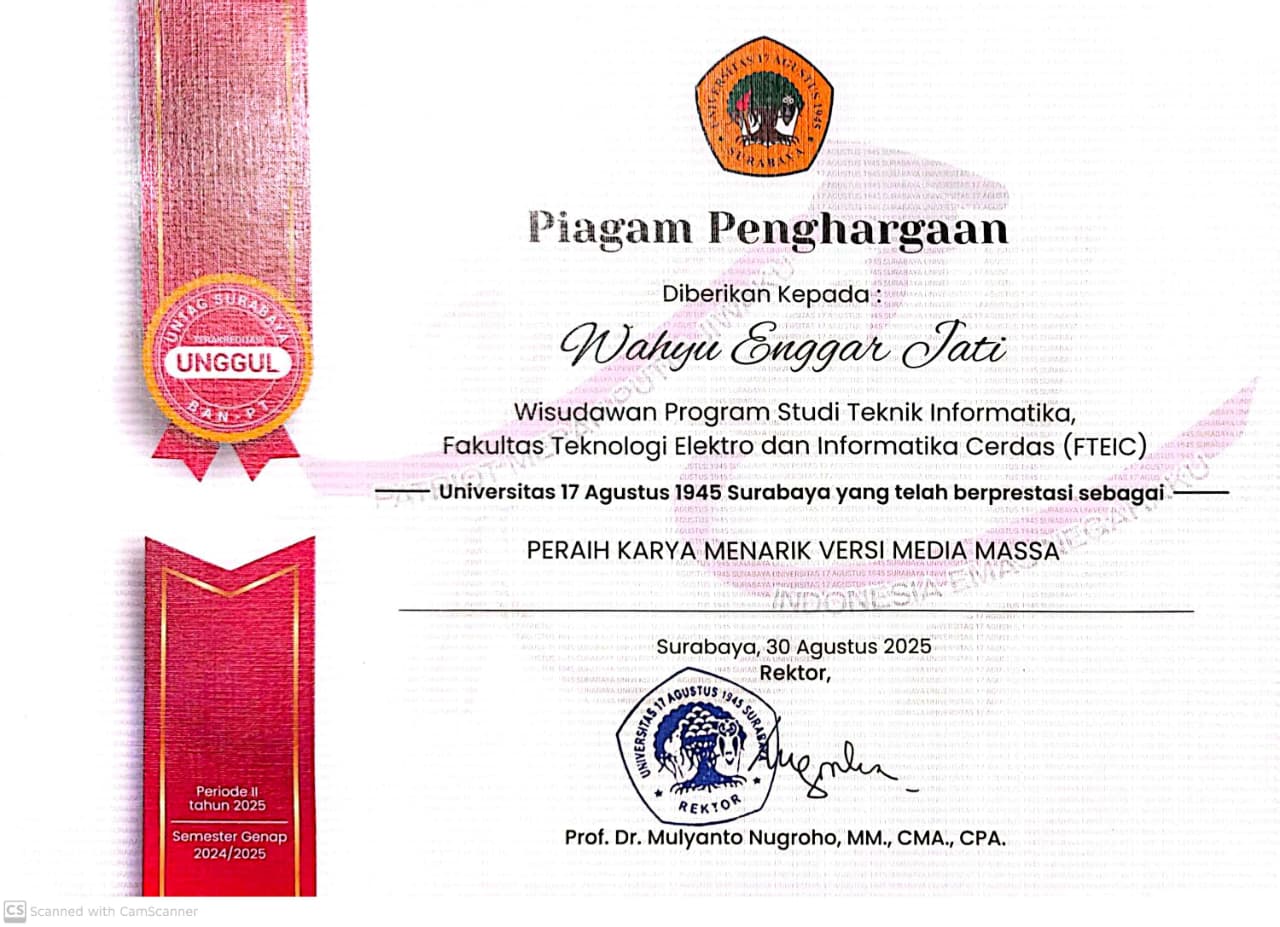 UNIVERSITAS 17 AGUSTUS 1945
SURABAYA
Piagam Penghargaan
Diberikan Kepada :
Wahyu Enggar Jati
Wisudawan Program Studi Teknik Informatika,
Fakultas Teknologi Elektro dan Informatika Cerdas (FTEIC)
Universitas 17 Agustus 1945 Surabaya yang telah berprestasi sebagai
PERAIH KARYA MENARIK VERSI MEDIA MASSA
Surabaya, 30 Agustus 2025
Rektor,
UNIVERSITAS 17 AGUSTUS 1945 SURABAYA
REKTOR
Prof. Dr. Mulyanto Nugroho, MM., CMA., CPA.
UNTAG SURABAYA
TERAKREDITASI
UNGGUL
BAN-PT
Periode II
tahun 2025
Semester Genap
2024/2025
INDONESIA EMAS
CS Scanned with CamScanner